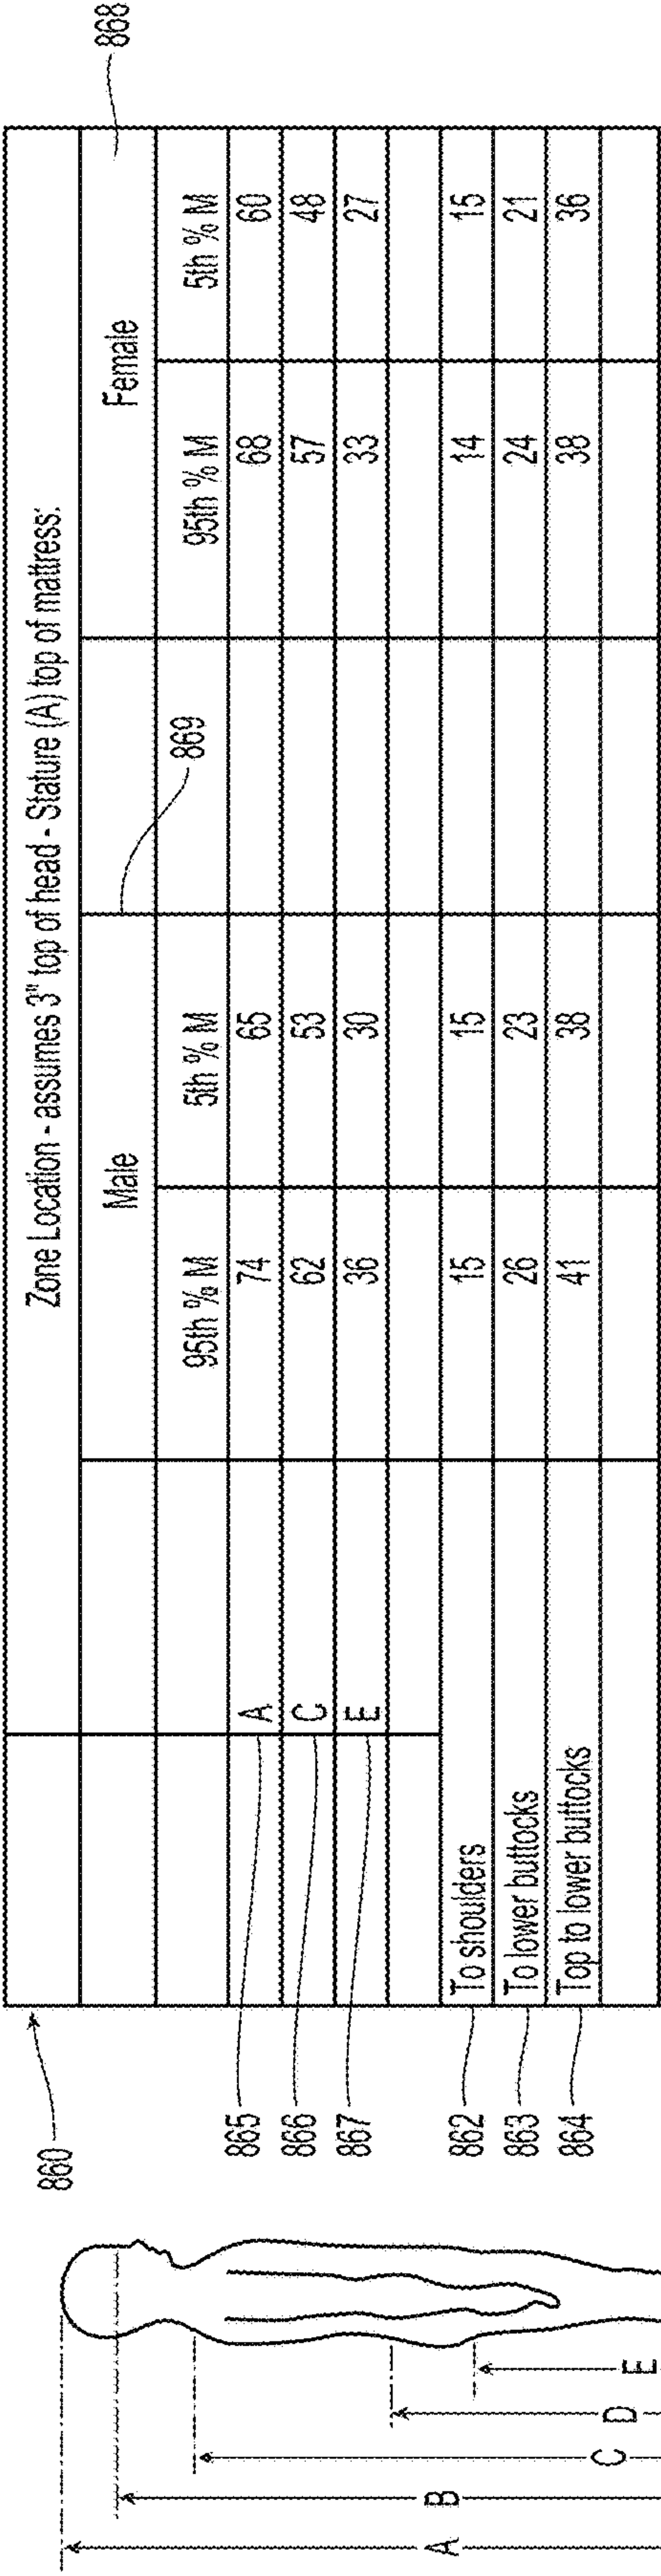 860
868
Zone Location - assumes 3" top of head - Stature (A) top of mattress:
Male Female
869
95th % M 5th % M 95th % M 5th % M
865 A 74 65 68 60
866 C 62 53 57 48
867 E 36 30 33 27
862 To shoulders 15 15 14 15
863 To lower buttocks 26 23 24 21
864 Top to lower buttocks 41 38 38 36
A
B
C
D
E